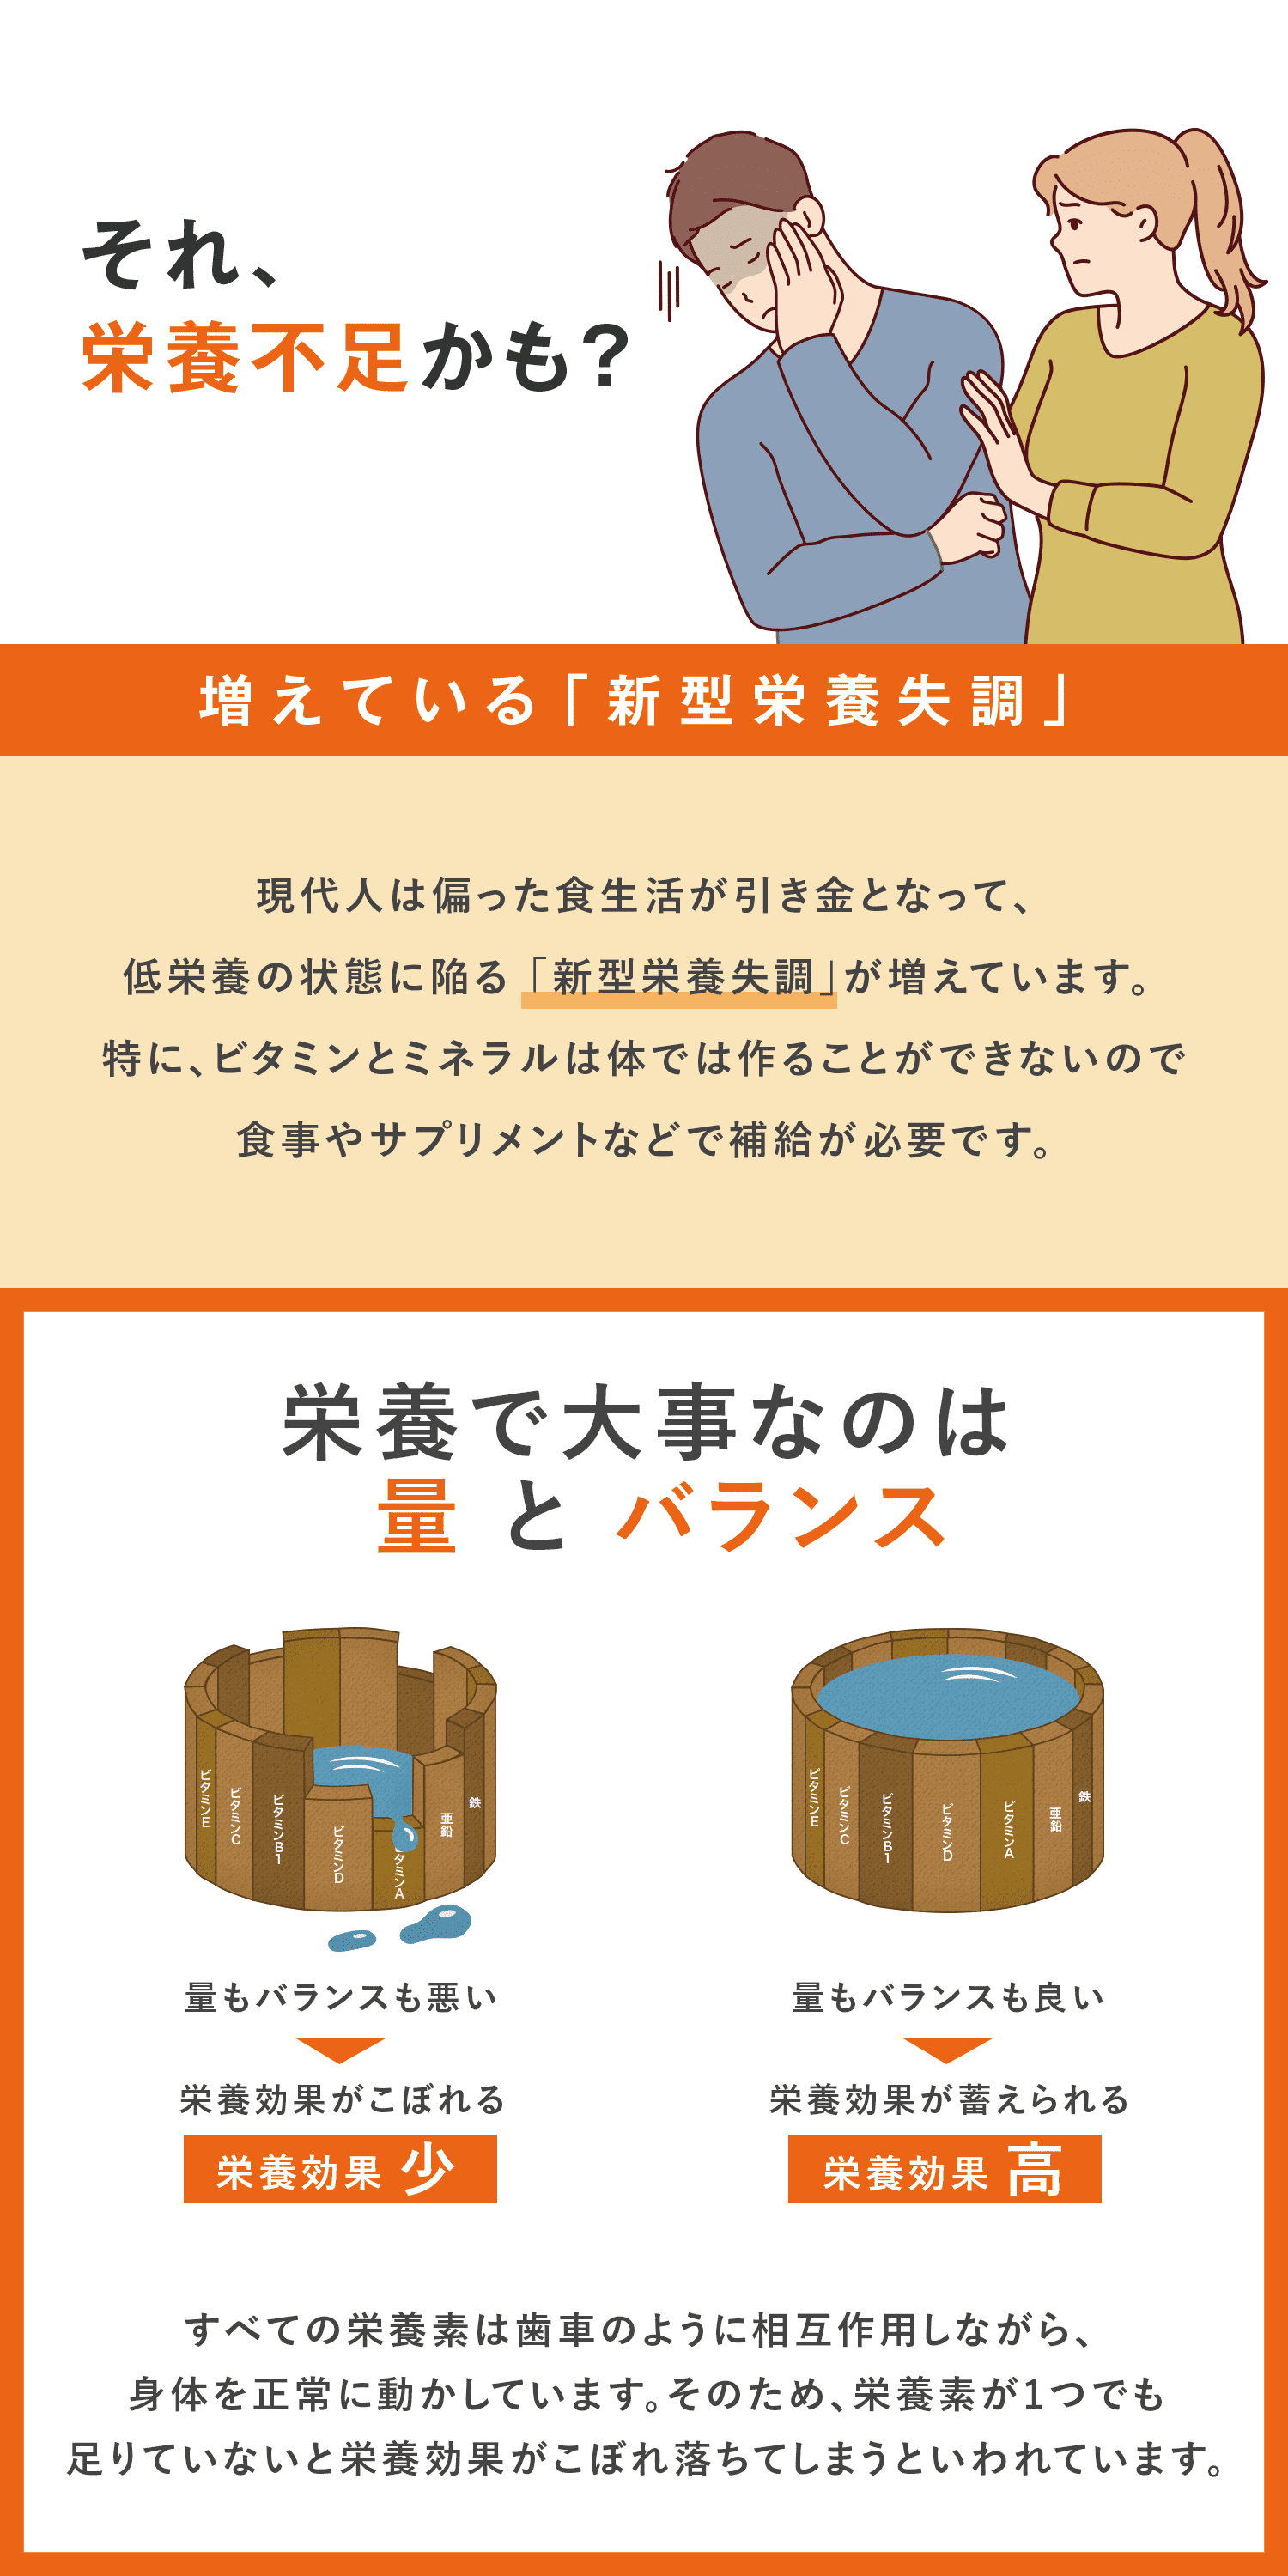 それ、
栄養不足かも?
増えている「新型栄養失調」
現代人は偏った食生活が引き金となって、
低栄養の状態に陥る「新型栄養失調」が増えています。
特に、ビタミンとミネラルは体では作ることができないので
食事やサプリメントなどで補給が必要です。
栄養で大事なのは
量 と バランス
ビタミンE
ビタミンC
ビタミンB1
ビタミンD
タミンA
亜鉛
鉄
ビタミンE
ビタミンC
ビタミンB1
ビタミンD
ビタミンA
亜鉛
鉄
量もバランスも悪い
栄養効果がこぼれる
栄養効果 少
量もバランスも良い
栄養効果が蓄えられる
栄養効果 高
すべての栄養素は歯車のように相互作用しながら、
身体を正常に動かしています。そのため、栄養素が1つでも
足りていないと栄養効果がこぼれ落ちてしまうといわれています。